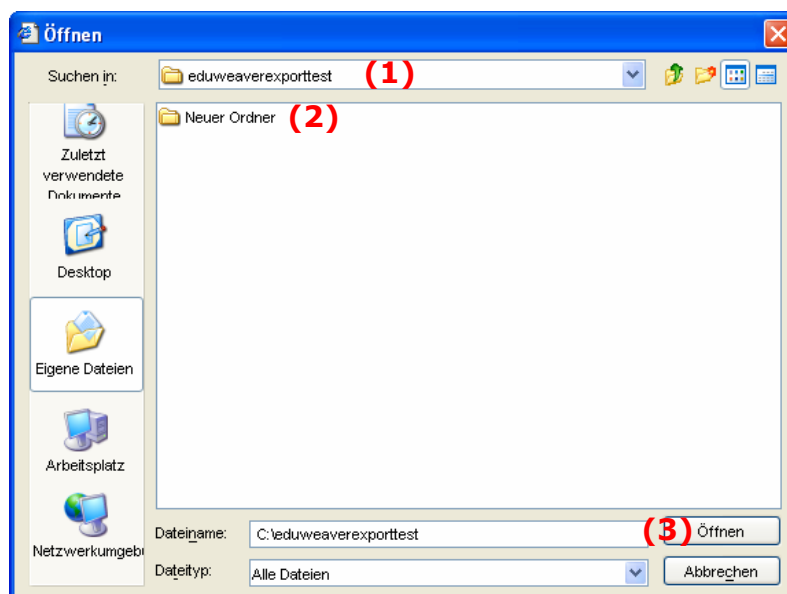 Öffnen
Suchen in: eduweaverexporttest (1)
Neuer Ordner (2)
Zuletzt
verwendete
Dokumente
Desktop
Eigene Dateien
Arbeitsplatz
Netzwerkumgebu
Dateiname: C:\eduweaverexporttest (3) Öffnen
Dateityp: Alle Dateien Abbrechen